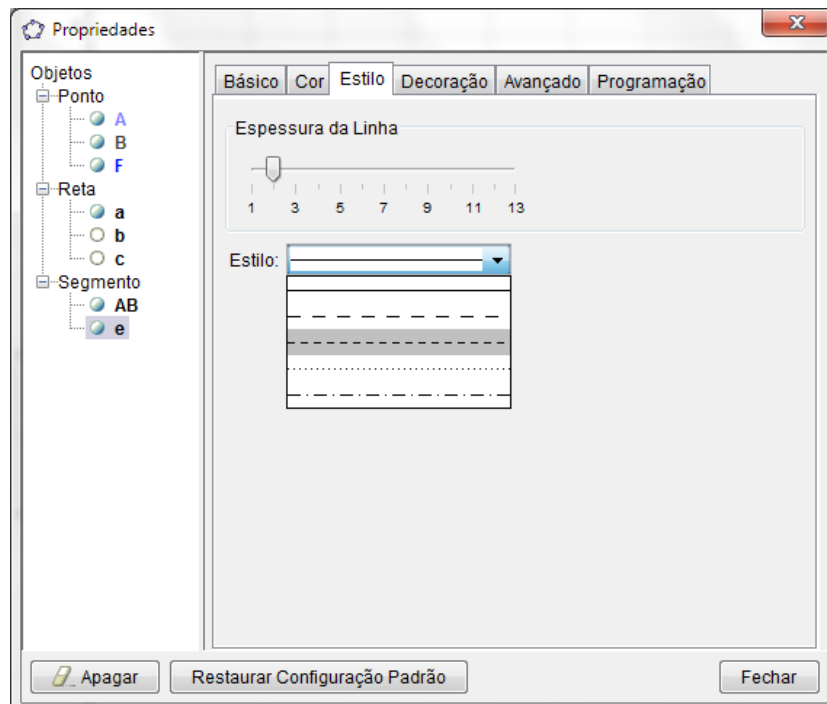 Propriedades
Objetos
Ponto
A
B
F
Reta
a
b
c
Segmento
AB
e
Básico Cor Estilo Decoração Avançado Programação
Espessura da Linha
1 3 5 7 9 11 13
Estilo:
Apagar Restaurar Configuração Padrão Fechar